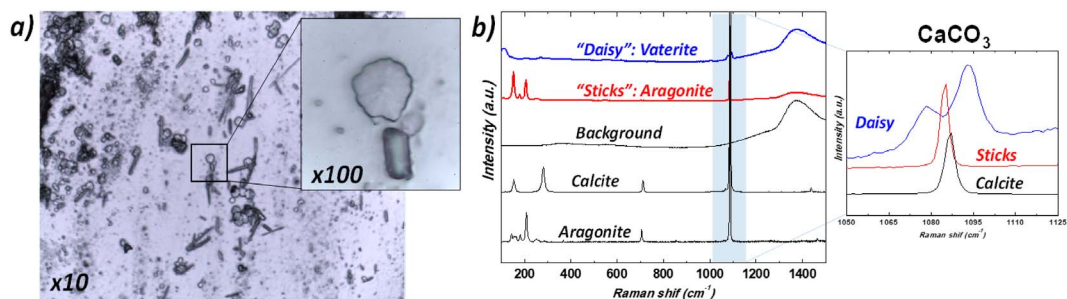 a)
x10
x100
b)
Intensity (a.u.)
"Daisy": Vaterite
"Sticks": Aragonite
Background
Calcite
Aragonite
200 400 600 800 1000 1200 1400
Raman shif (cm-1)
CaCO3
Intensity (a.u.)
Daisy
Sticks
Calcite
1050 1065 1080 1095 1110 1125
Raman shif (cm-1)